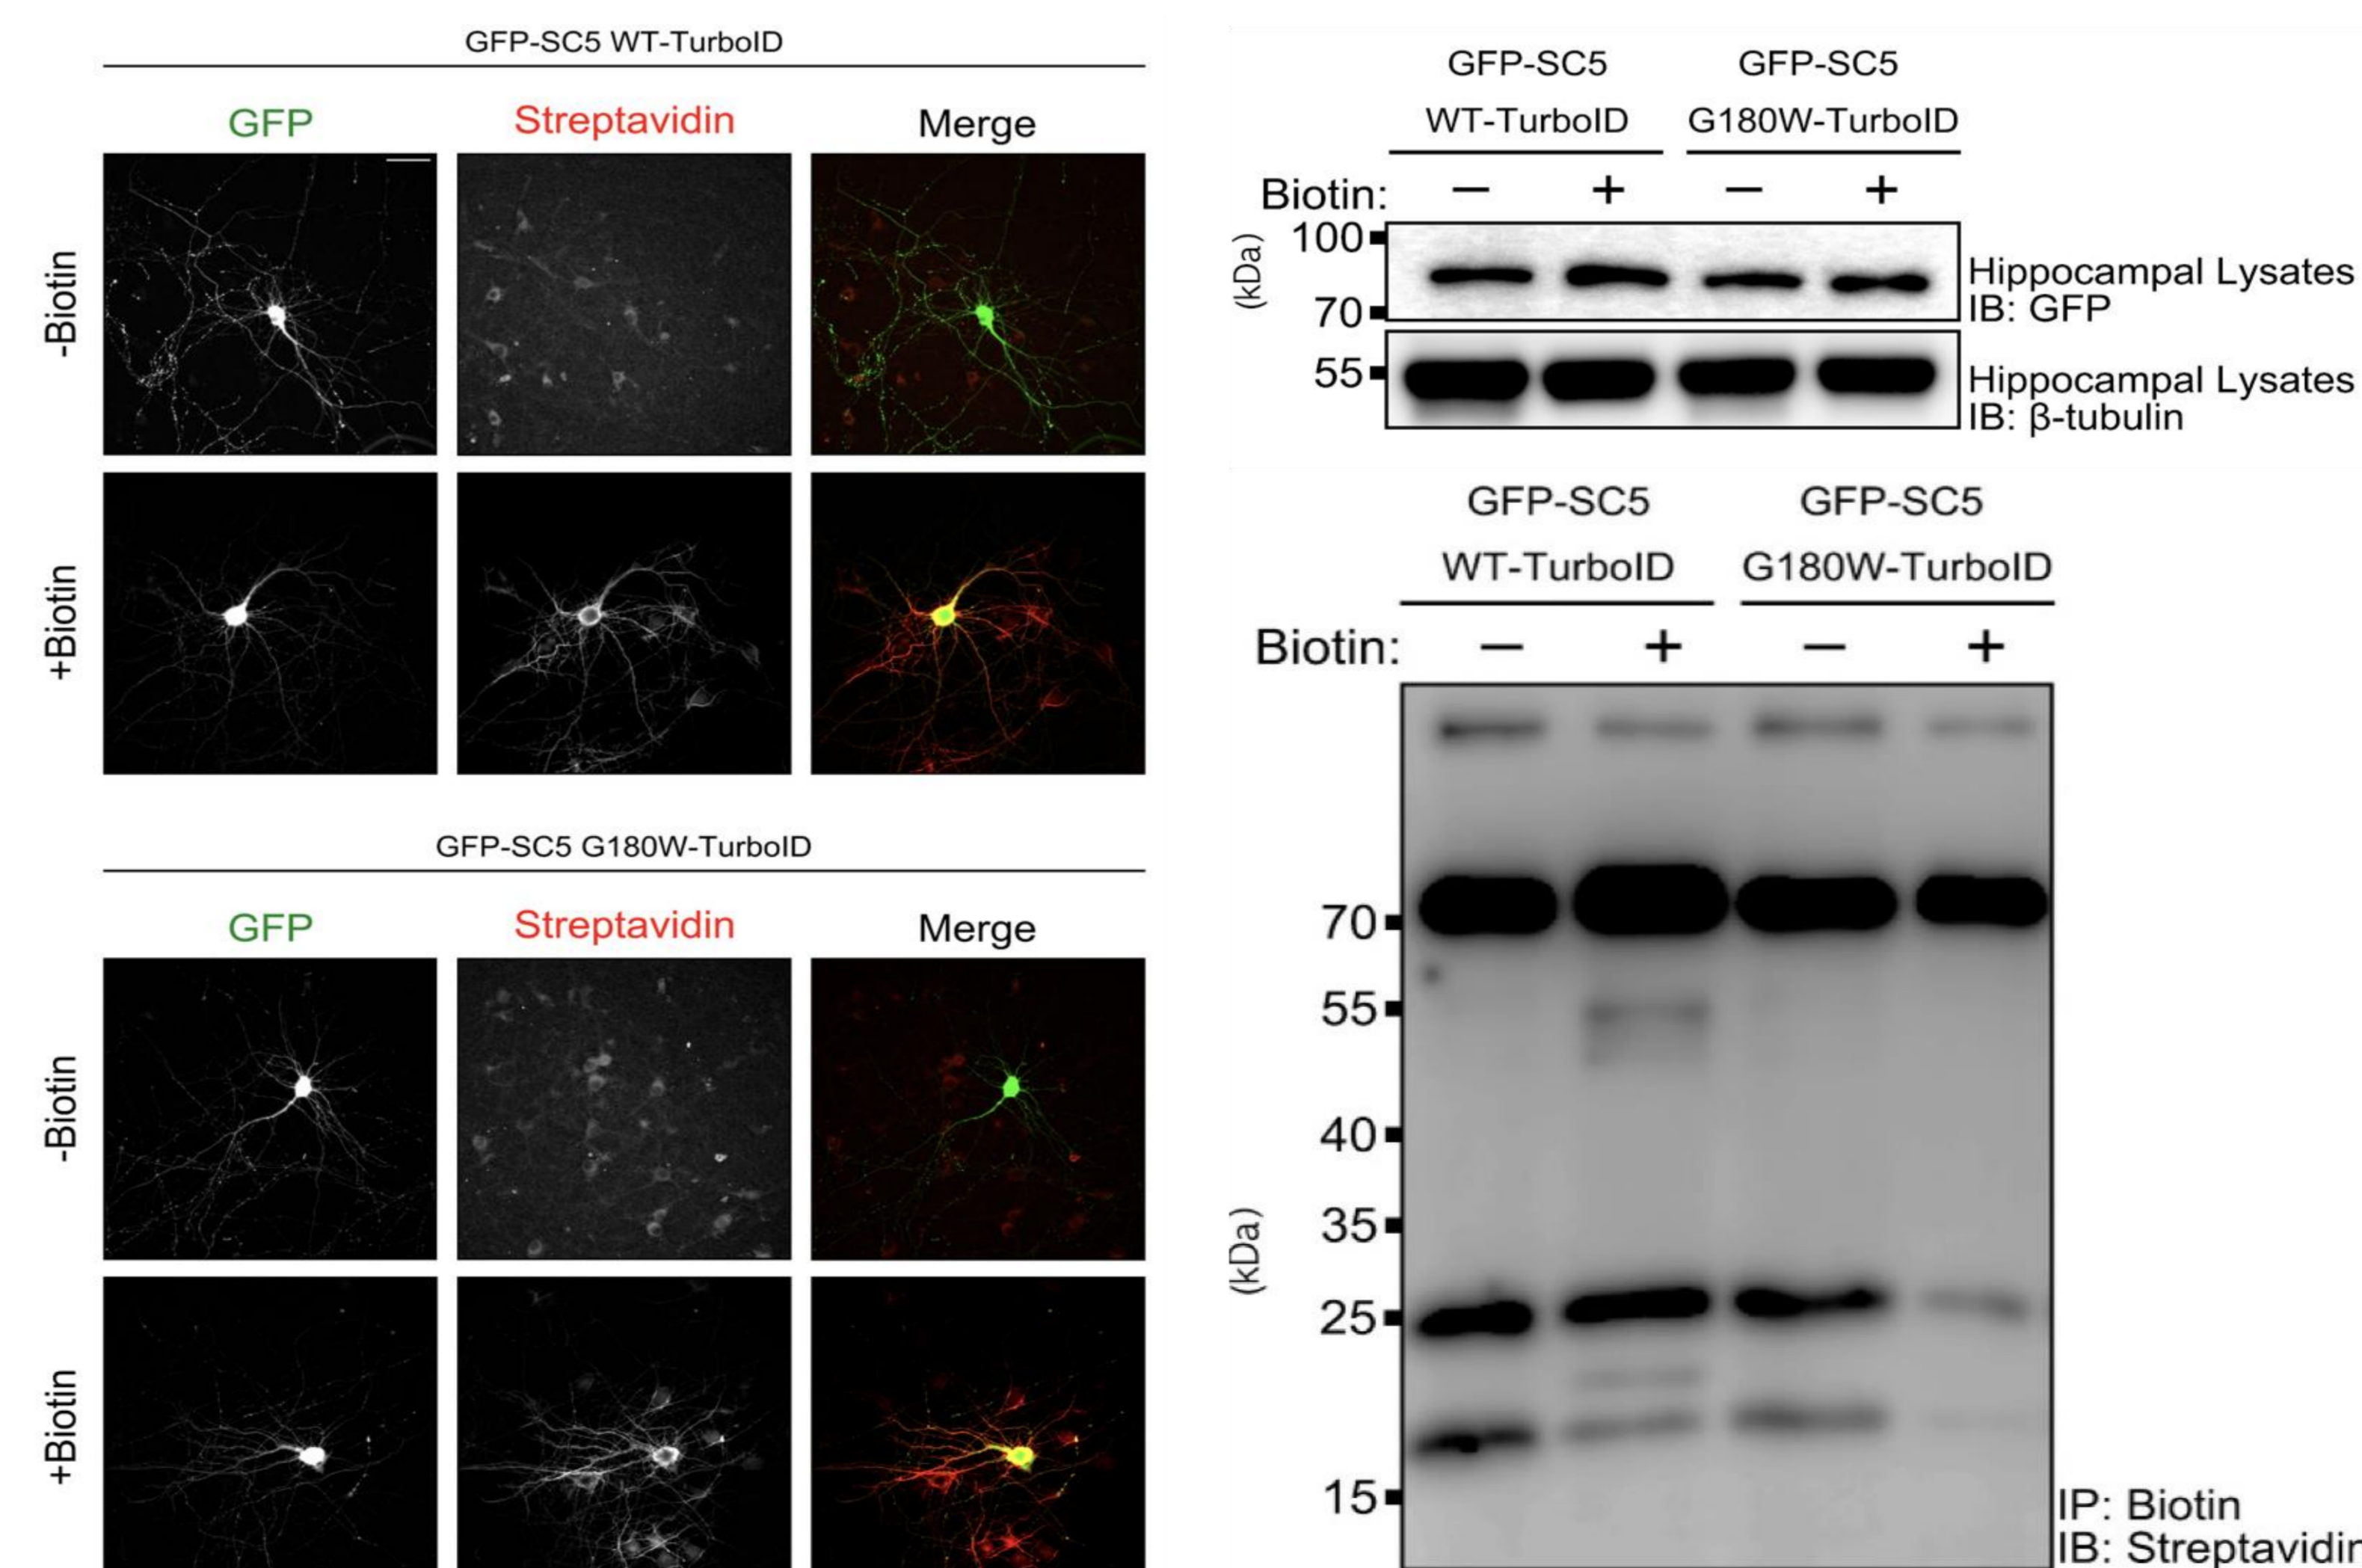 GFP-SC5 WT-TurboID
GFP Streptavidin Merge
-Biotin
+Biotin
GFP-SC5 G180W-TurboID
GFP Streptavidin Merge
-Biotin
+Biotin
GFP-SC5 GFP-SC5
WT-TurboID G180W-TurboID
Biotin: − + − +
(kDa)
100
70
Hippocampal Lysates
IB: GFP
55
Hippocampal Lysates
IB: β-tubulin
GFP-SC5 GFP-SC5
WT-TurboID G180W-TurboID
Biotin: − + − +
70
55
40
35
(kDa)
25
15
IP: Biotin
IB: Streptavidin